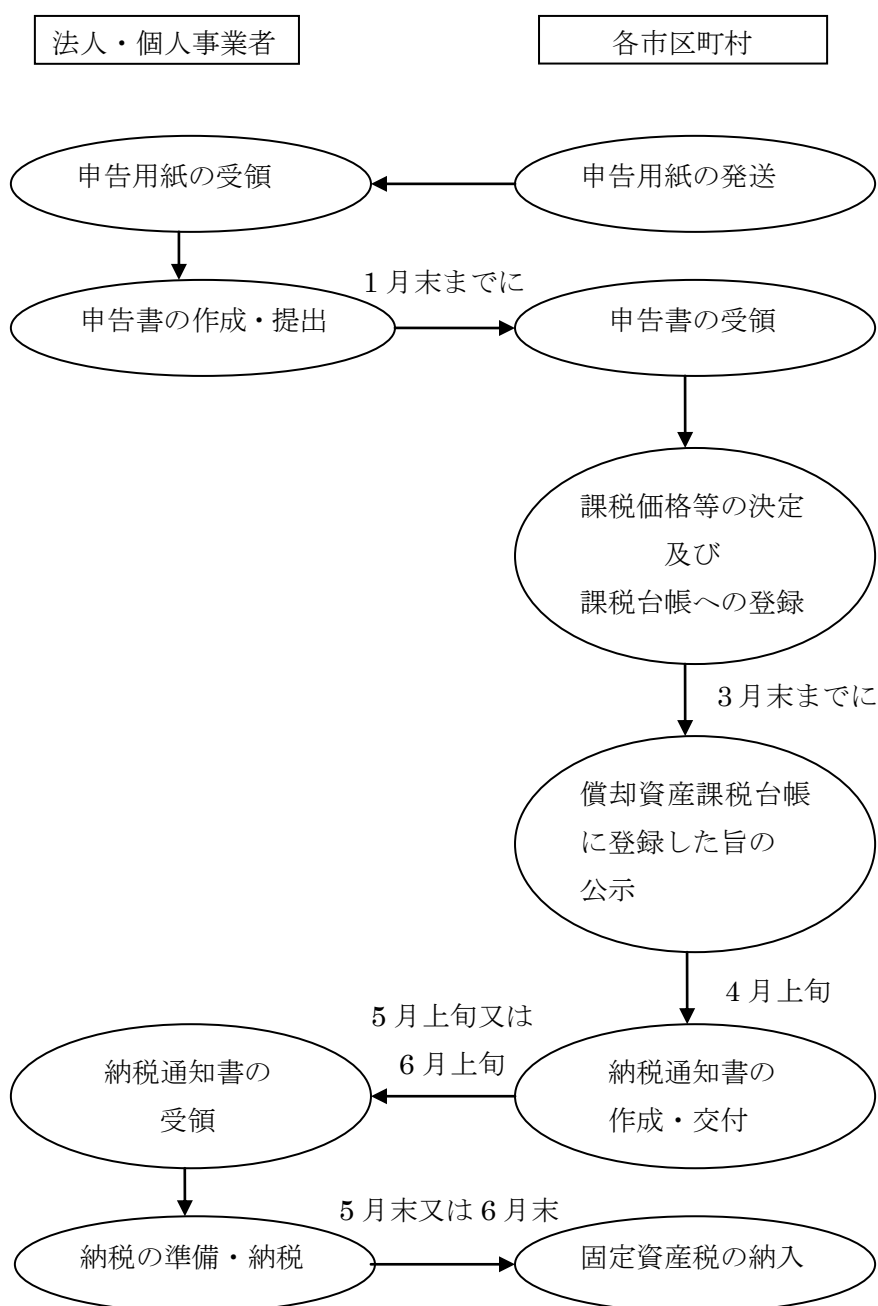 法人・個人事業者
各市区町村
申告用紙の受領
申告用紙の発送
1月末までに
申告書の作成・提出
申告書の受領
課税価格等の決定
及び
課税台帳への登録
3月末までに
償却資産課税台帳
に登録した旨の
公示
4月上旬
5月上旬又は
6月上旬
納税通知書の
受領
納税通知書の
作成・交付
5月末又は6月末
納税の準備・納税
固定資産税の納入